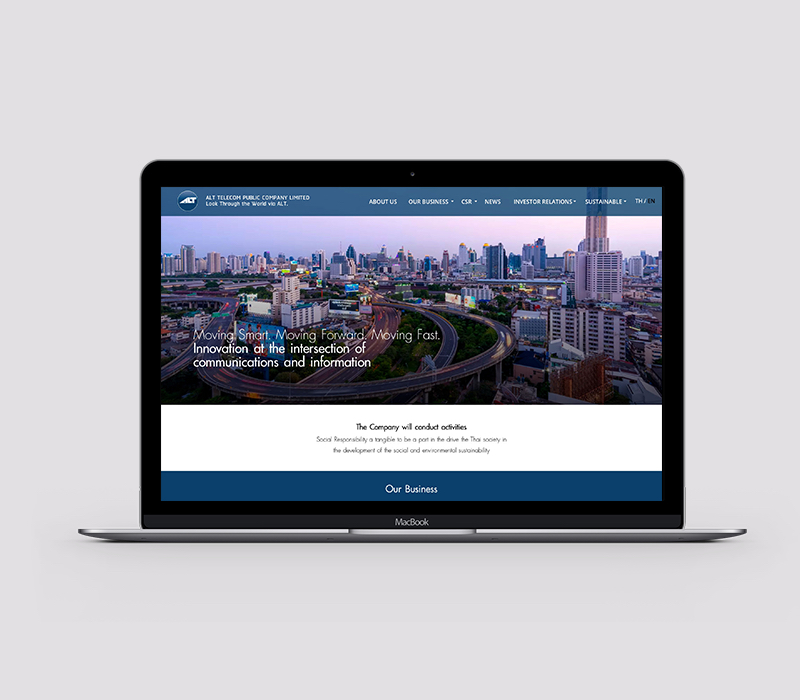 ALT
ALT TELECOM PUBLIC COMPANY LIMITED
Look Through the World via ALT.
ABOUT US OUR BUSINESS CSR NEWS INVESTOR RELATIONS SUSTAINABLE TH / EN
Moving Smart. Moving Forward. Moving Fast.
Innovation at the intersection of
communications and information
The Company will conduct activities
Social Responsibility a tangible to be a part in the drive the Thai society in
the development of the social and environmental sustainability
Our Business
MacBook